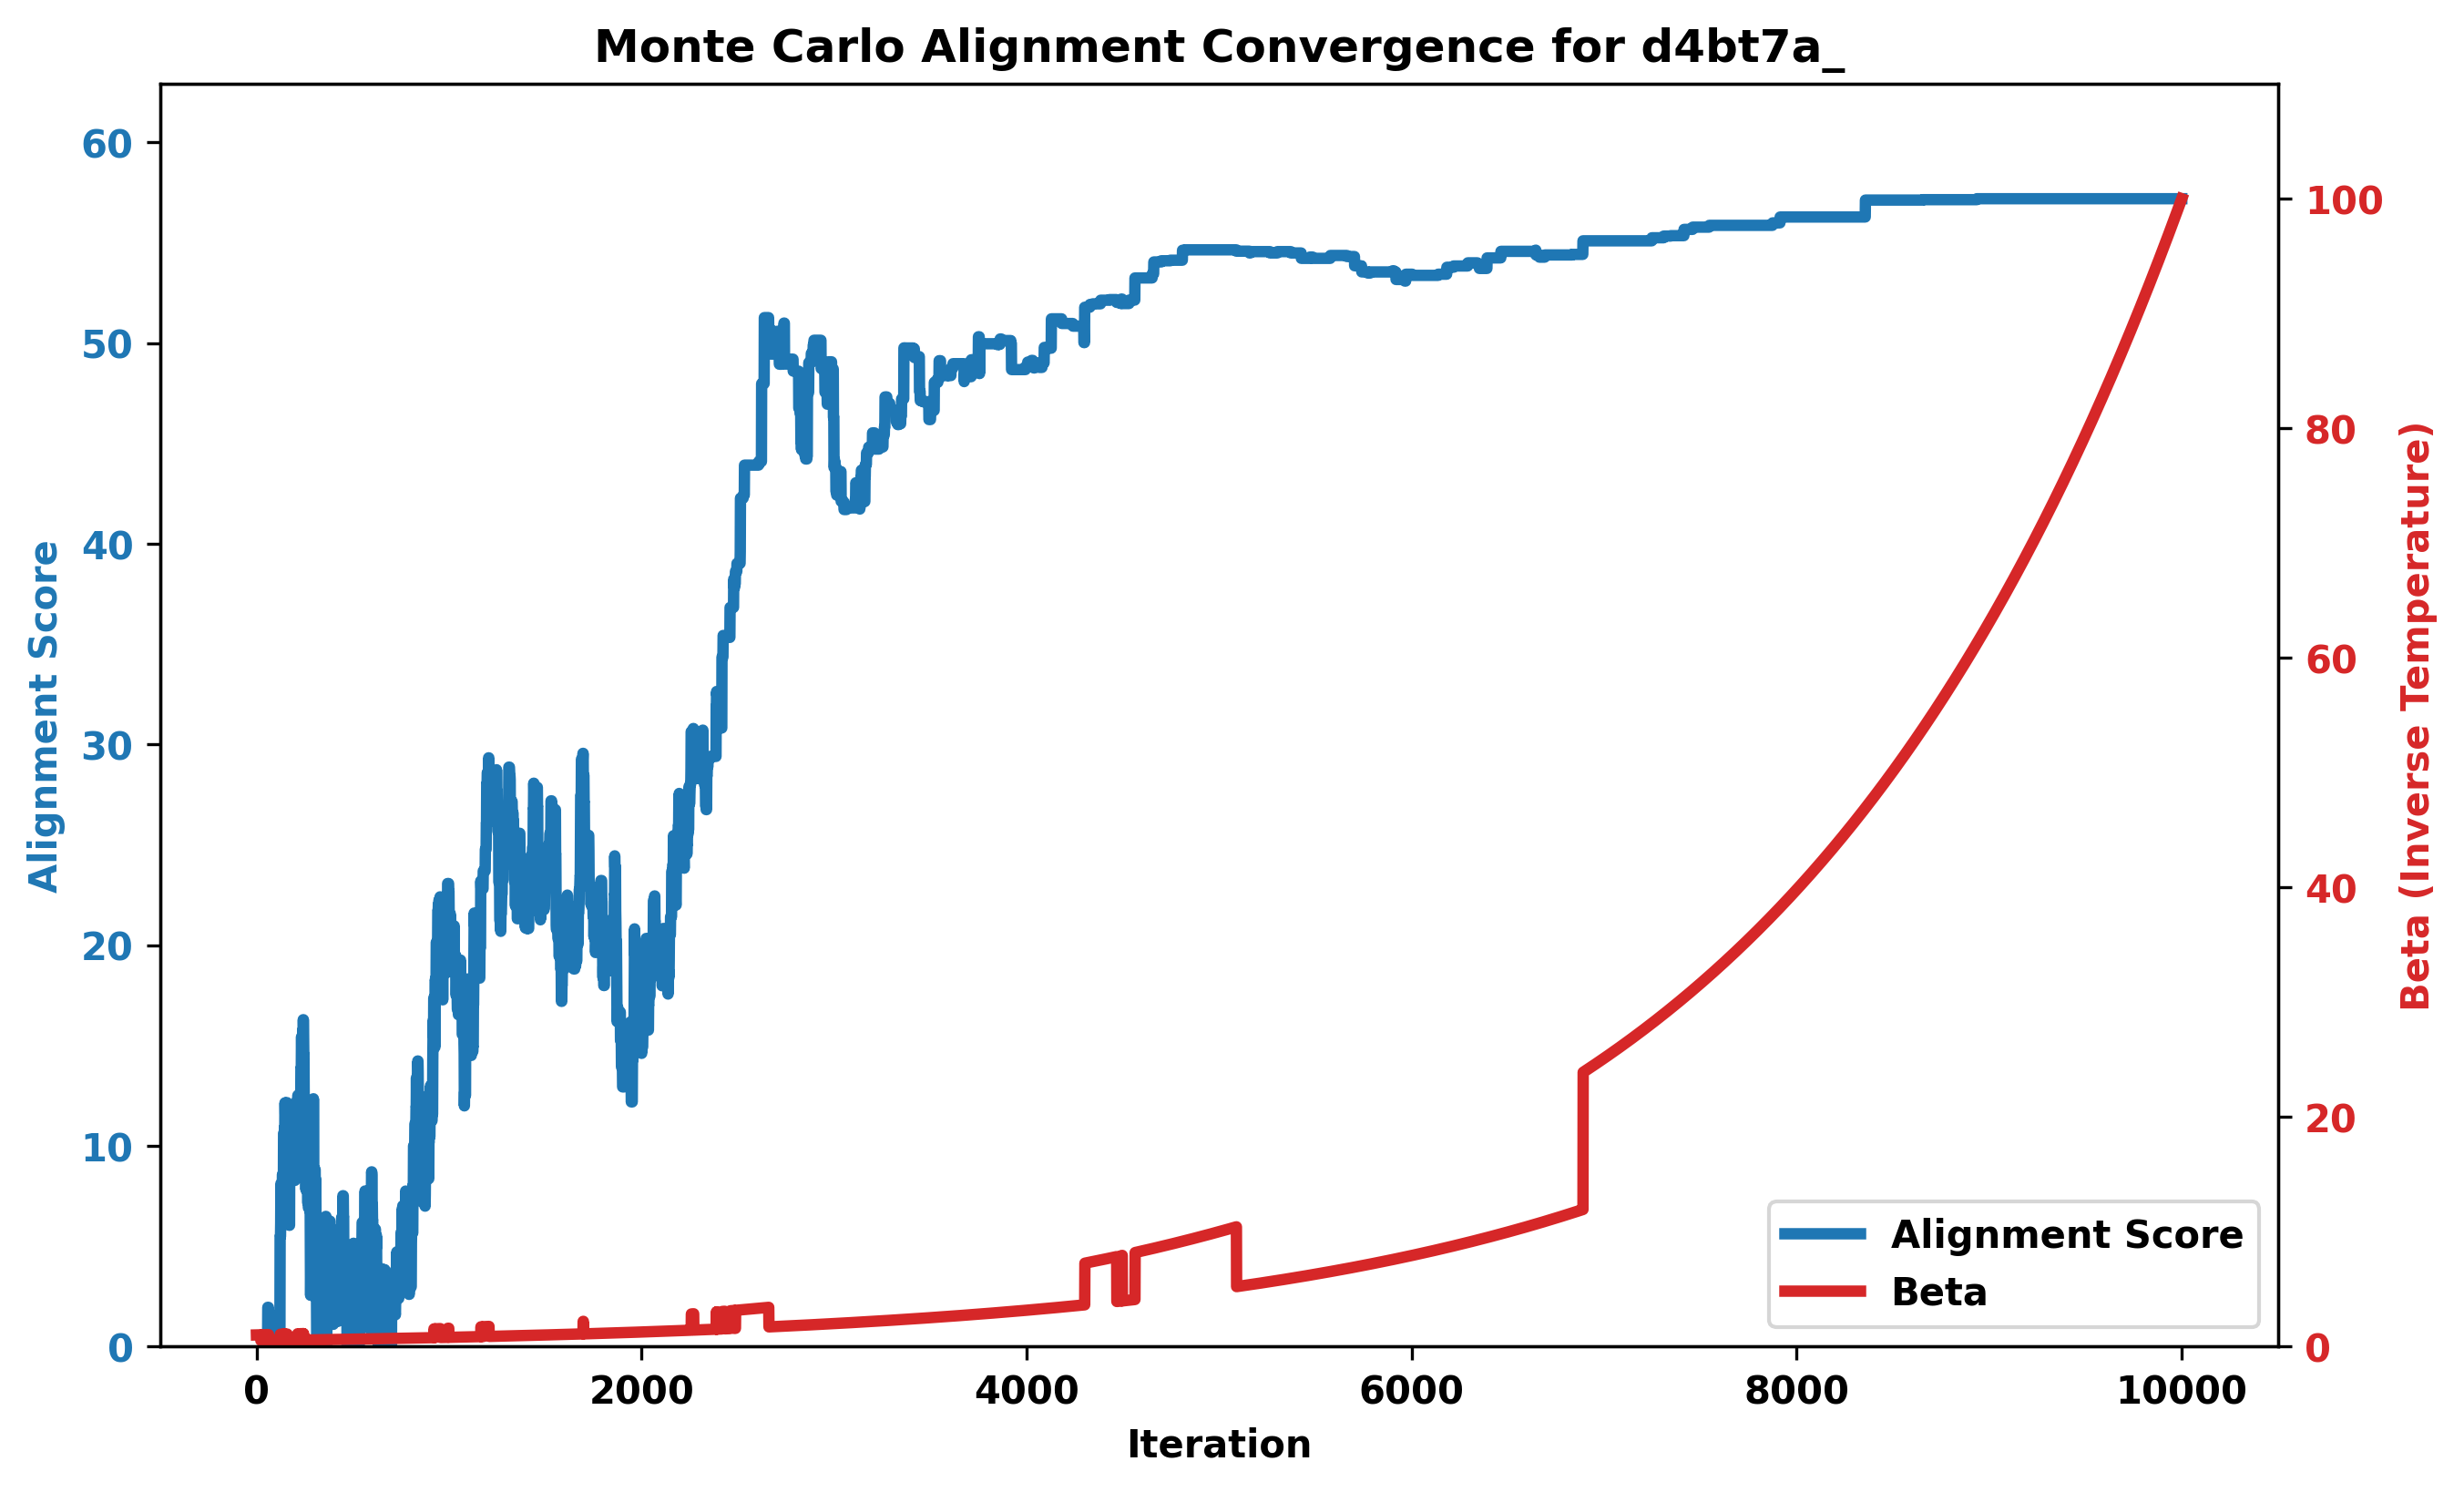 Monte Carlo Alignment Convergence for d4bt7a_
60
50
40
30
20
10
0
Alignment Score
100
80
60
40
20
0
Beta (Inverse Temperature)
Alignment Score
Beta
0 2000 4000 6000 8000 10000
Iteration